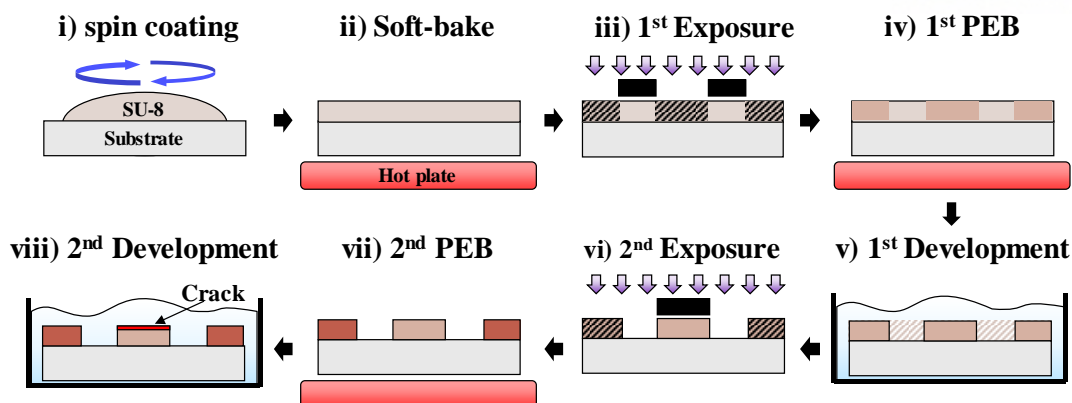 i) spin coating
SU-8
Substrate
ii) Soft-bake
Hot plate
iii) 1st Exposure
iv) 1st PEB
v) 1st Development
vi) 2nd Exposure
vii) 2nd PEB
viii) 2nd Development
Crack